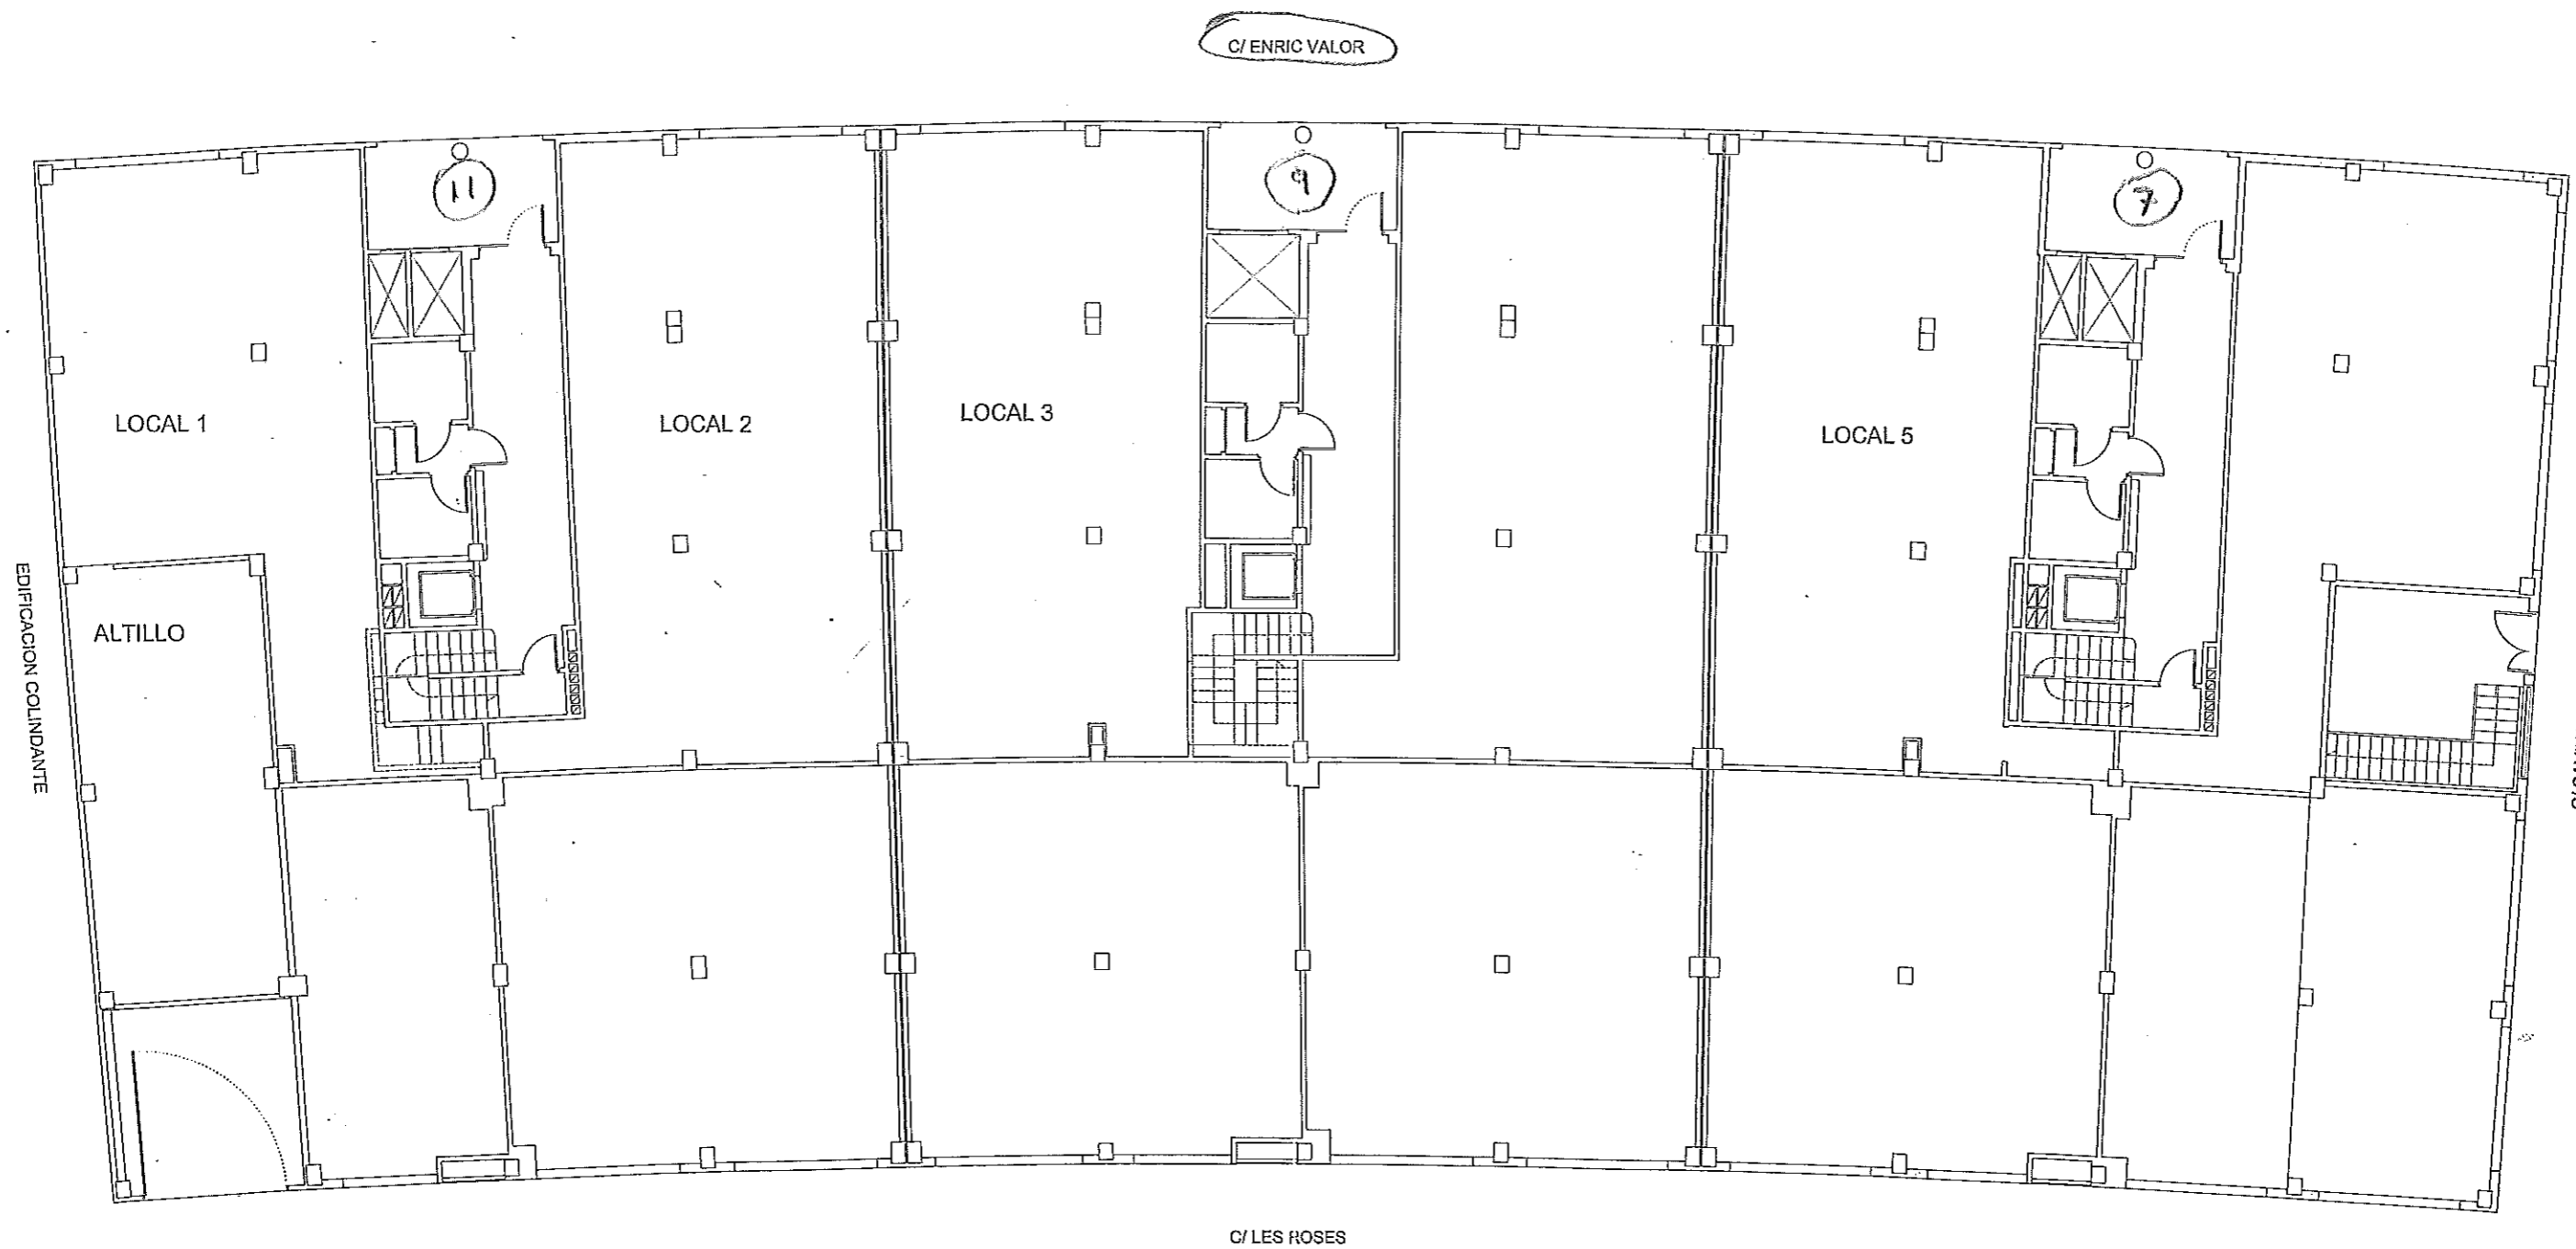 C/ ENRIC VALOR
11
9
7
LOCAL 1
LOCAL 2
LOCAL 3
LOCAL 5
EDIFICACION COLINDANTE
ALTILLO
C/ LES ROSES